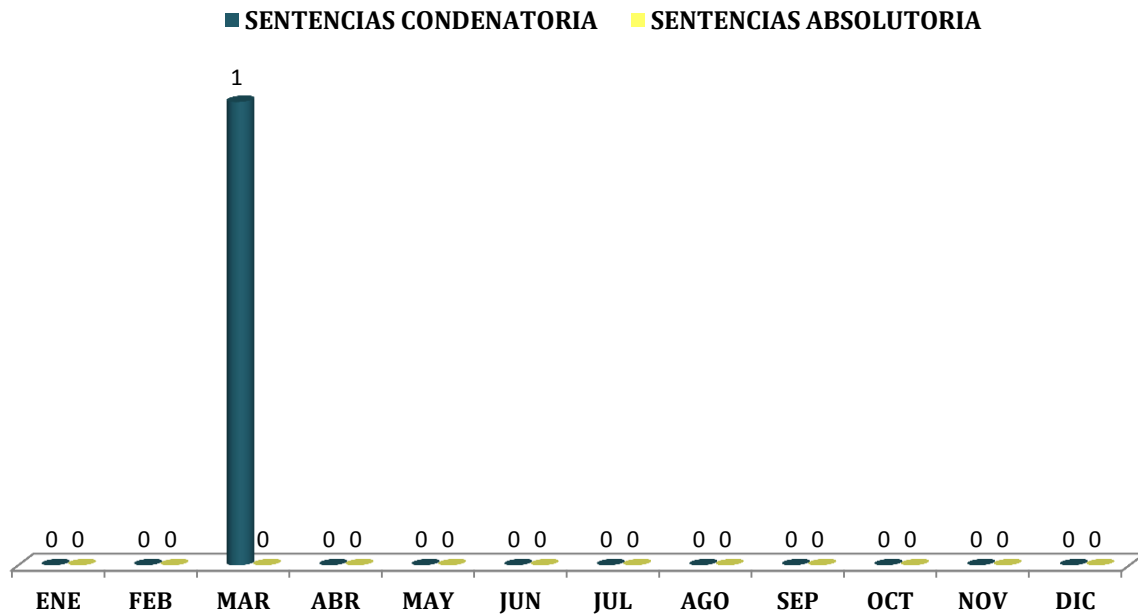 SENTENCIAS CONDENATORIA SENTENCIAS ABSOLUTORIA
1
0 0 0 0 0 0 0 0 0 0 0 0 0 0 0 0 0 0 0 0 0 0 0
ENE FEB MAR ABR MAY JUN JUL AGO SEP OCT NOV DIC